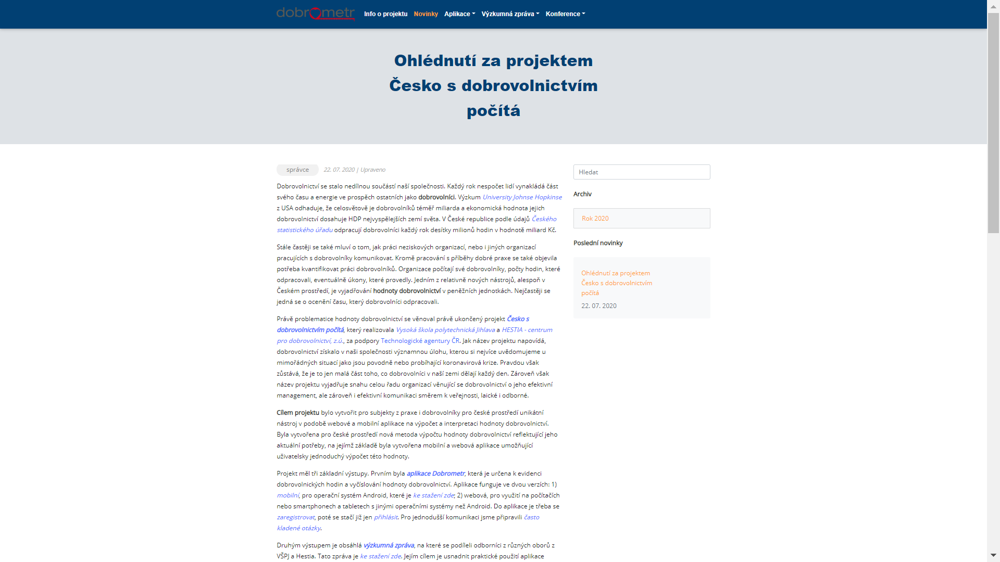 dobrometr
Info o projektu Novinky Aplikace Výzkumná zpráva Konference
Ohlédnutí za projektem
Česko s dobrovolnictvím
počítá
správce 22. 07. 2020 | Upraveno
Dobrovolnictví se stalo nedílnou součástí naší společnosti. Každý rok nespočet lidí vynakládá část
svého času a energie ve prospěch ostatních jako dobrovolníci. Výzkum University Johnse Hopkinse
z USA odhaduje, že celosvětově je dobrovolníků téměř miliarda a ekonomická hodnota jejich
dobrovolnictví dosahuje HDP nejvyspělejších zemí světa. V České republice podle údajů Českého
statistického úřadu odpracují dobrovolníci každý rok desítky milionů hodin v hodnotě miliard Kč.
Stále častěji se také mluví o tom, jak práci neziskových organizací, nebo i jiných organizací
pracujících s dobrovolníky komunikovat. Kromě pracování s příběhy dobré praxe se také objevila
potřeba kvantifikovat práci dobrovolníků. Organizace počítají své dobrovolníky, počty hodin, které
odpracovali, eventuálně úkony, které provedly. Jedním z relativně nových nástrojů, alespoň v
Českém prostředí, je vyjadřování hodnoty dobrovolnictví v peněžních jednotkách. Nejčastěji se
jedná se o ocenění času, který dobrovolníci odpracovali.
Právě problematice hodnoty dobrovolnictví se věnoval právě ukončený projekt Česko s
dobrovolnictvím počítá, který realizovala Vysoká škola polytechnická Jihlava a HESTIA - centrum
pro dobrovolnictví, z.ú., za podpory Technologické agentury ČR. Jak název projektu napovídá,
dobrovolnictví získalo v naši společnosti významnou úlohu, kterou si nejvíce uvědomujeme u
mimořádných situací jako jsou povodně nebo probíhající koronavirová krize. Pravdou však
zůstává, že je to jen malá část toho, co dobrovolníci v naší zemi dělají každý den. Zároveň však
název projektu vyjadřuje snahu celou řadu organizací věnující se dobrovolnictví o jeho efektivní
management, ale zároveň i efektivní komunikaci směrem k veřejnosti, laické i odborné.
Cílem projektu bylo vytvořit pro subjekty z praxe i dobrovolníky pro české prostředí unikátní
nástroj v podobě webové a mobilní aplikace na výpočet a interpretaci hodnoty dobrovolnictví.
Byla vytvořena pro české prostředí nová metoda výpočtu hodnoty dobrovolnictví reflektující jeho
aktuální potřeby, na jejímž základě byla vytvořena mobilní a webová aplikace umožňující
uživatelsky jednoduchý výpočet této hodnoty.
Projekt měl tři základní výstupy. Prvním byla aplikace Dobrometr, která je určena k evidenci
dobrovolnických hodin a vyčíslování hodnoty dobrovolnictví. Aplikace funguje ve dvou verzích: 1)
mobilní, pro operační systém Android, které je ke stažení zde; 2) webová, pro využití na počítačích
nebo smartphonech a tabletech s jinými operačními systémy než Android. Do aplikace je třeba se
zaregistrovat, poté se stačí již jen přihlásit. Pro jednodušší komunikaci jsme připravili často
kladené otázky.
Druhým výstupem je obsáhlá výzkumná zpráva, na které se podíleli odborníci z různých oborů z
VŠPJ a Hestia. Tato zpráva je ke stažení zde. Jejím cílem je usnadnit praktické použití aplikace
Hledat
Archiv
Rok 2020
Poslední novinky
Ohlédnutí za projektem
Česko s dobrovolnictvím
počítá
22. 07. 2020